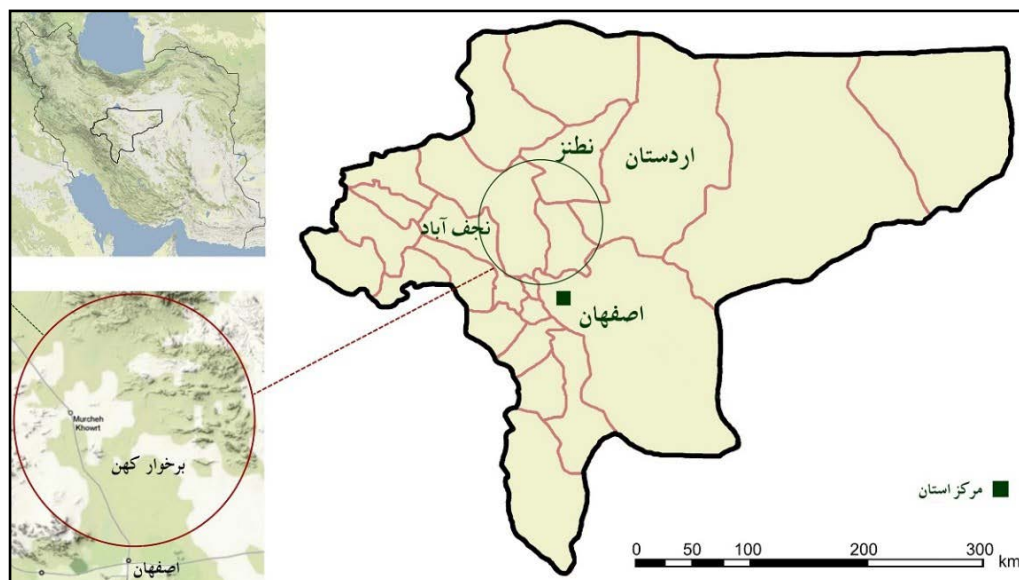 نطنز
اردستان
نجف آباد
اصفهان
Murcheh
Khowrt
برخوار کهن
اصفهان
مرکز استان
0 50 100 200 300
km